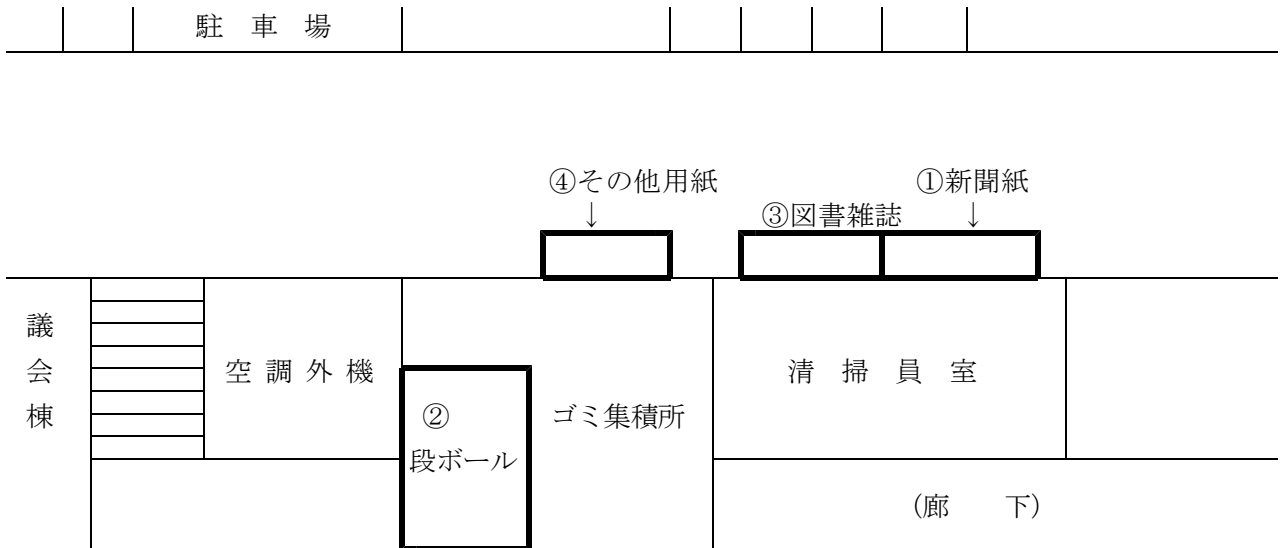 駐 車 場
④その他用紙
↓
①新聞紙
↓
③図書雑誌
議会棟
空 調 外 機
②
段ボール
ゴミ集積所
清 掃 員 室
(廊 下)